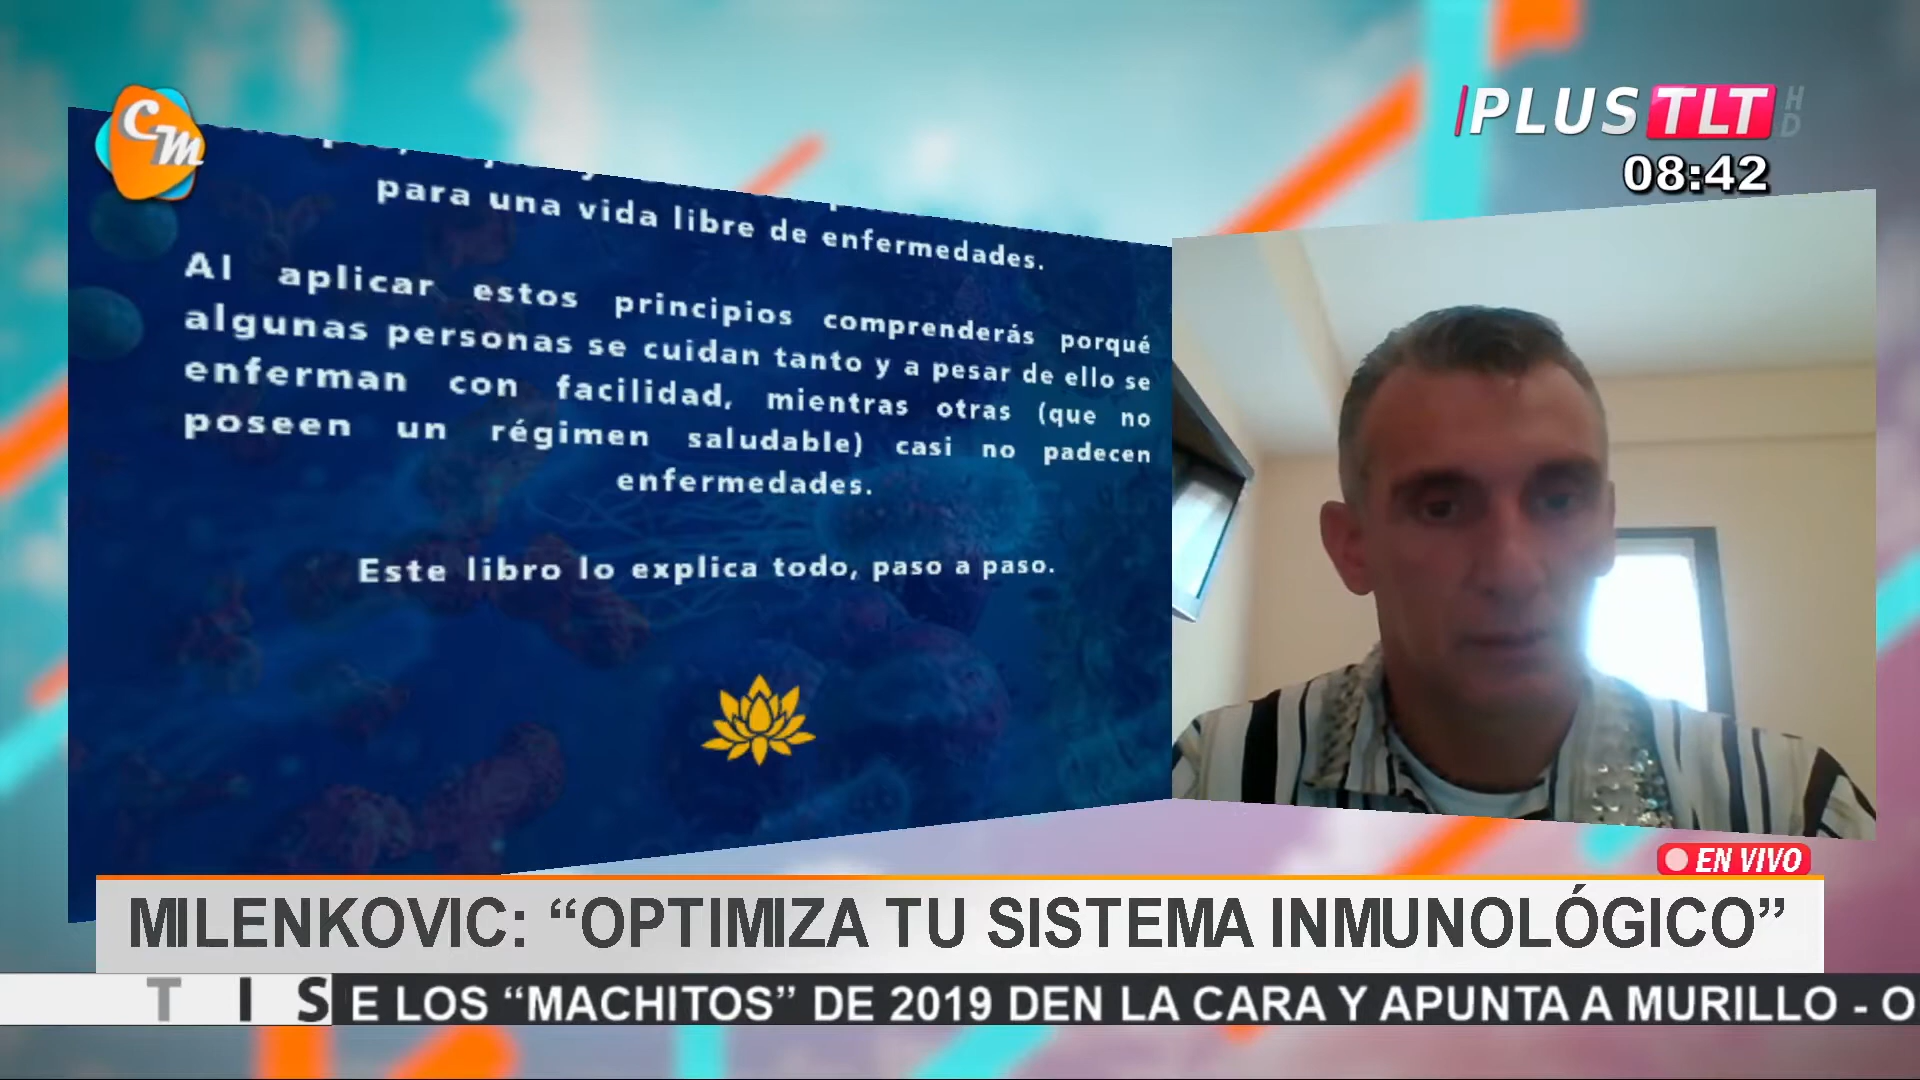 CM
PLUS TLT HD
08:42
para una vida libre de enfermedades.
Al aplicar estos principios comprenderás porqué
algunas personas se cuidan tanto y a pesar de ello se
enferman con facilidad, mientras otras (que no
poseen un régimen saludable) casi no padecen
enfermedades.
Este libro lo explica todo, paso a paso.
EN VIVO
MILENKOVIC: “OPTIMIZA TU SISTEMA INMUNOLÓGICO”
T I S
E LOS “MACHITOS” DE 2019 DEN LA CARA Y APUNTA A MURILLO - O